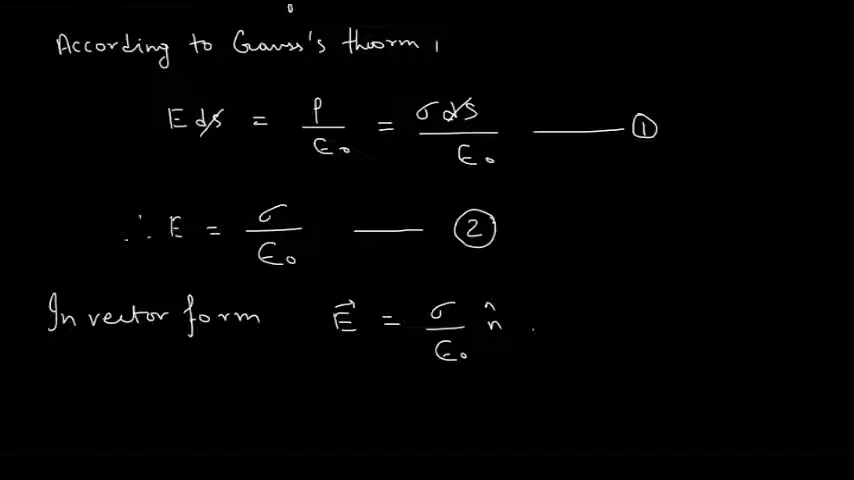 According to Gauss's theorm,
E ds = ρ/ε₀ = σ ds/ε₀ —— ①
∴ E = σ/ε₀ —— ②
In vector form E⃗ = σ/ε₀ n̂.